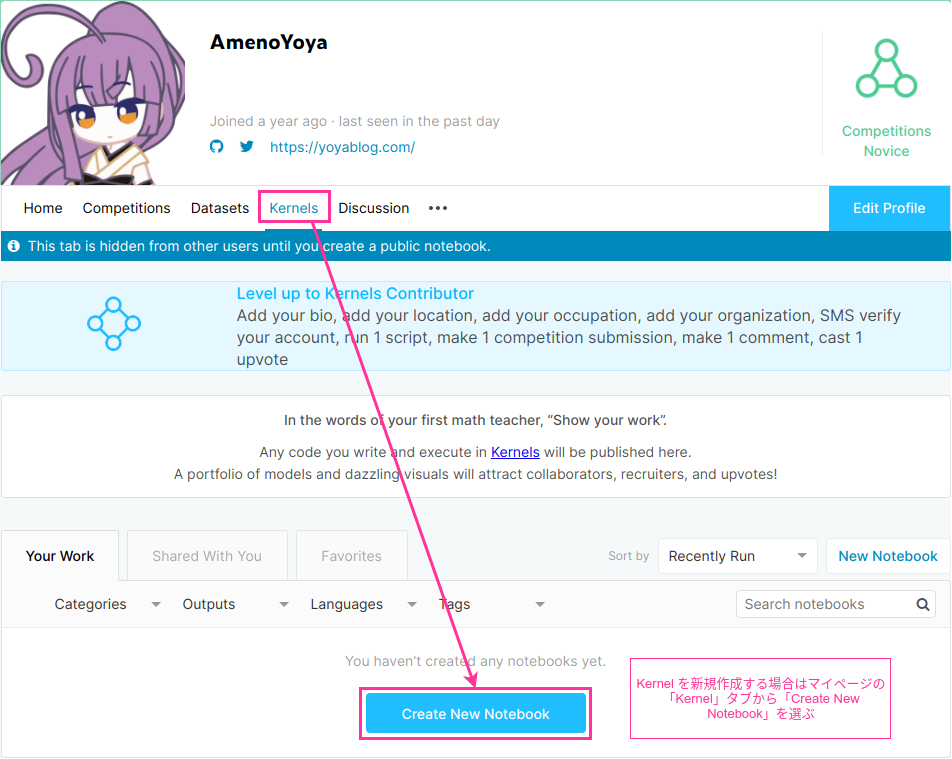 AmenoYoya
Joined a year ago · last seen in the past day
https://yoyablog.com/
Competitions
Novice
Home Competitions Datasets Kernels Discussion ••• Edit Profile
This tab is hidden from other users until you create a public notebook.
Level up to Kernels Contributor
Add your bio, add your location, add your occupation, add your organization, SMS verify
your account, run 1 script, make 1 competition submission, make 1 comment, cast 1
upvote
In the words of your first math teacher, “Show your work”.
Any code you write and execute in Kernels will be published here.
A portfolio of models and dazzling visuals will attract collaborators, recruiters, and upvotes!
Your Work Shared With You Favorites Sort by Recently Run New Notebook
Categories Outputs Languages Tags Search notebooks
You haven't created any notebooks yet.
Create New Notebook
Kernel を新規作成する場合はマイページの
「Kernel」タブから「Create New
Notebook」を選ぶ